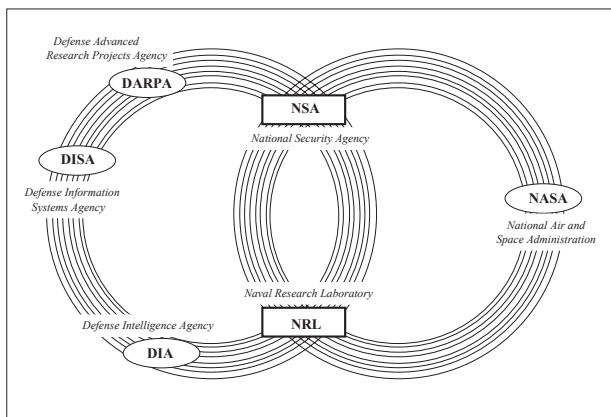 Defense Advanced
Research Projects Agency
DARPA
NSA
National Security Agency
DISA
Defense Information
Systems Agency
NASA
National Air and
Space Administration
Naval Research Laboratory
NRL
Defense Intelligence Agency
DIA